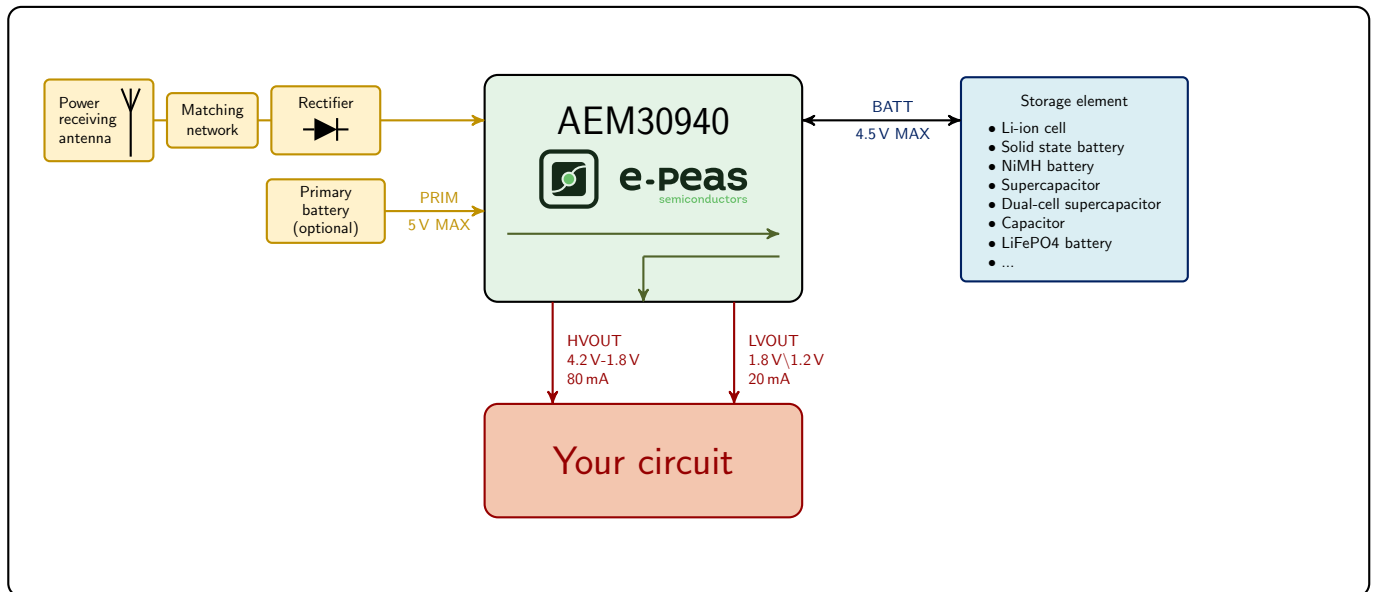 Power
receiving
antenna
Matching
network
Rectifier
Primary
battery
(optional)
PRIM
5 V MAX
AEM30940
e-peas
semiconductors
BATT
4.5 V MAX
Storage element
• Li-ion cell
• Solid state battery
• NiMH battery
• Supercapacitor
• Dual-cell supercapacitor
• Capacitor
• LiFePO4 battery
• ...
HVOUT
4.2 V-1.8 V
80 mA
LVOUT
1.8 V\1.2 V
20 mA
Your circuit